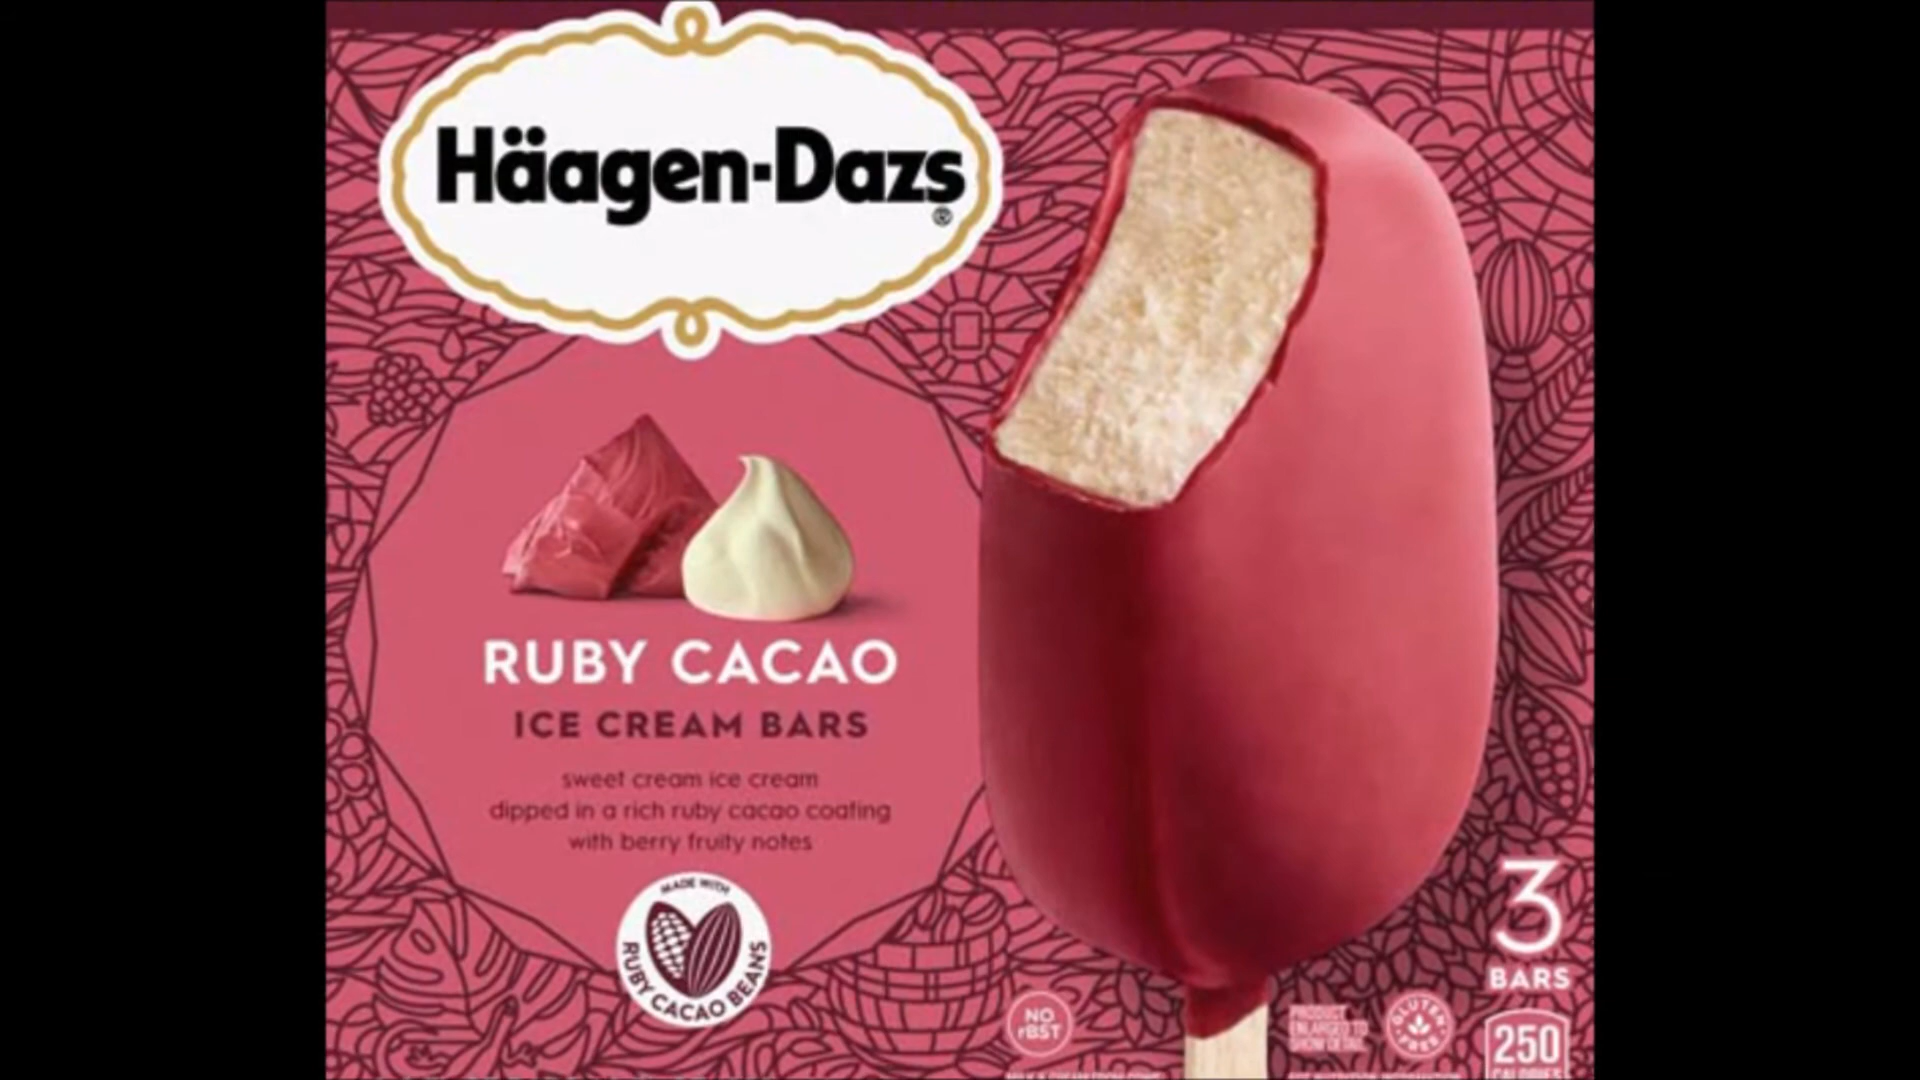 Häagen-Dazs
®
RUBY CACAO
ICE CREAM BARS
sweet cream ice cream
dipped in a rich ruby cacao coating
with berry fruity notes
MADE WITH
RUBY CACAO BEANS
NO
rBST
PRODUCT
ENLARGED TO
SHOW DETAIL
GLUTEN
FREE
3
BARS
250
CALORIES